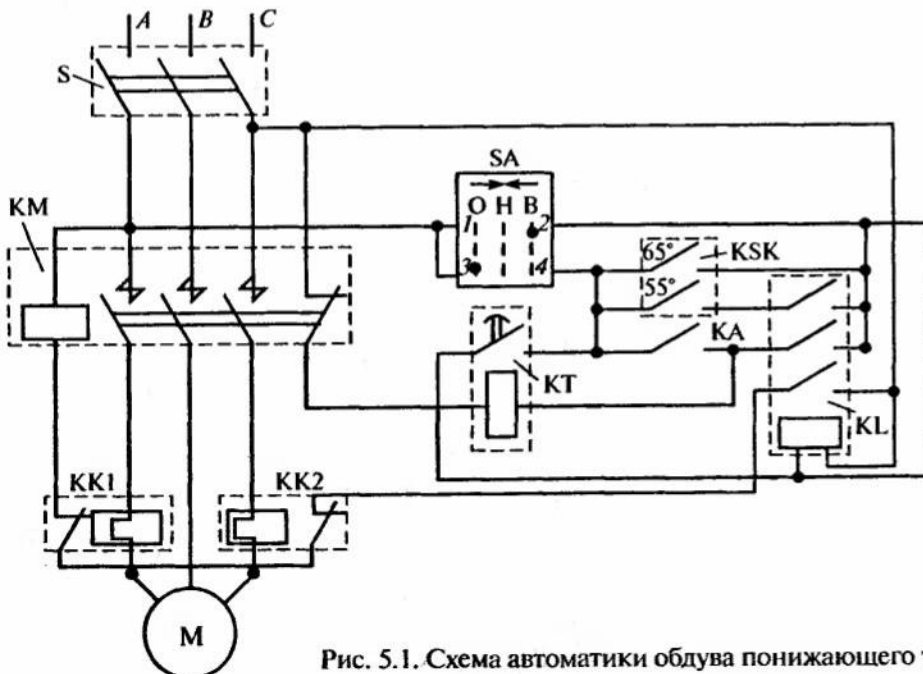 A B C
S
SA
KM
О Н В
1 2
3 4
65° KSK
55°
KA
KT
KL
KK1 KK2
M
Рис. 5.1. Схема автоматики обдува понижающего